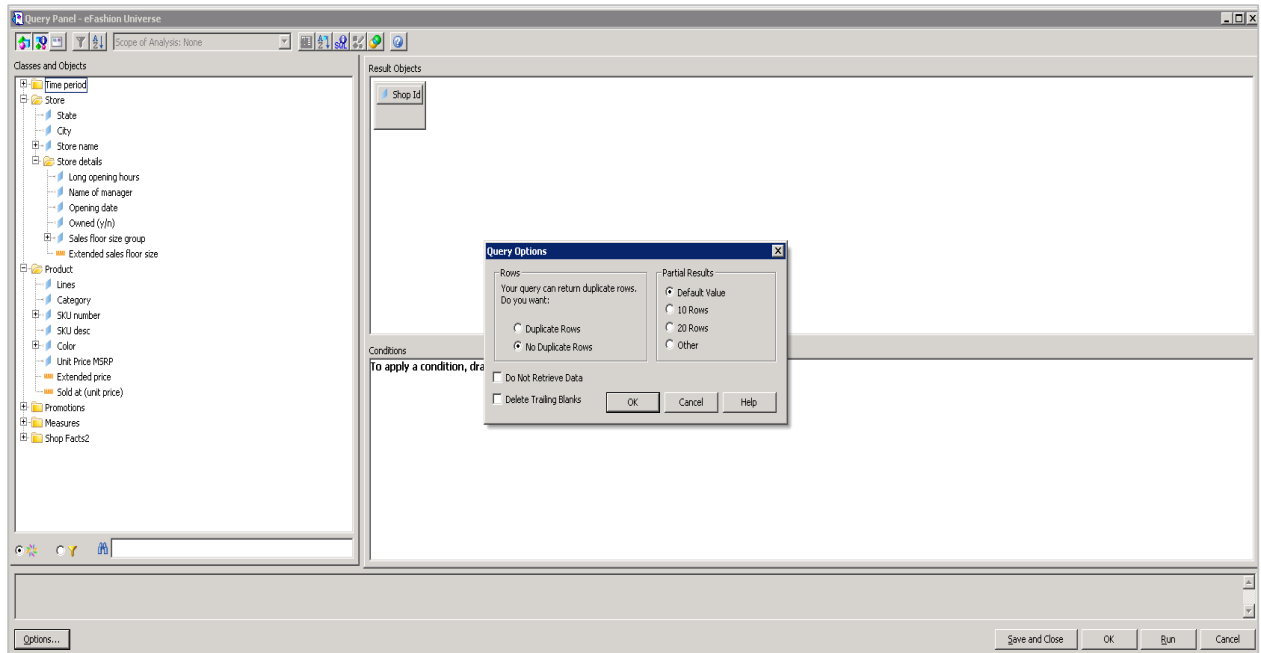 Query Panel - eFashion Universe
Scope of Analysis: None
SQL
Classes and Objects
Time period
Store
State
City
Store name
Store details
Long opening hours
Name of manager
Opening date
Owned (y/n)
Sales floor size group
Extended sales floor size
Product
Lines
Category
SKU number
SKU desc
Color
Unit Price MSRP
Extended price
Sold at (unit price)
Promotions
Measures
Shop Facts2
Result Objects
Shop Id
Query Options
Rows
Your query can return duplicate rows.
Do you want:
Duplicate Rows
No Duplicate Rows
Partial Results
Default Value
10 Rows
20 Rows
Other
Do Not Retrieve Data
Delete Trailing Blanks
OK Cancel Help
Conditions
To apply a condition, dra
Options... Save and Close OK Run Cancel